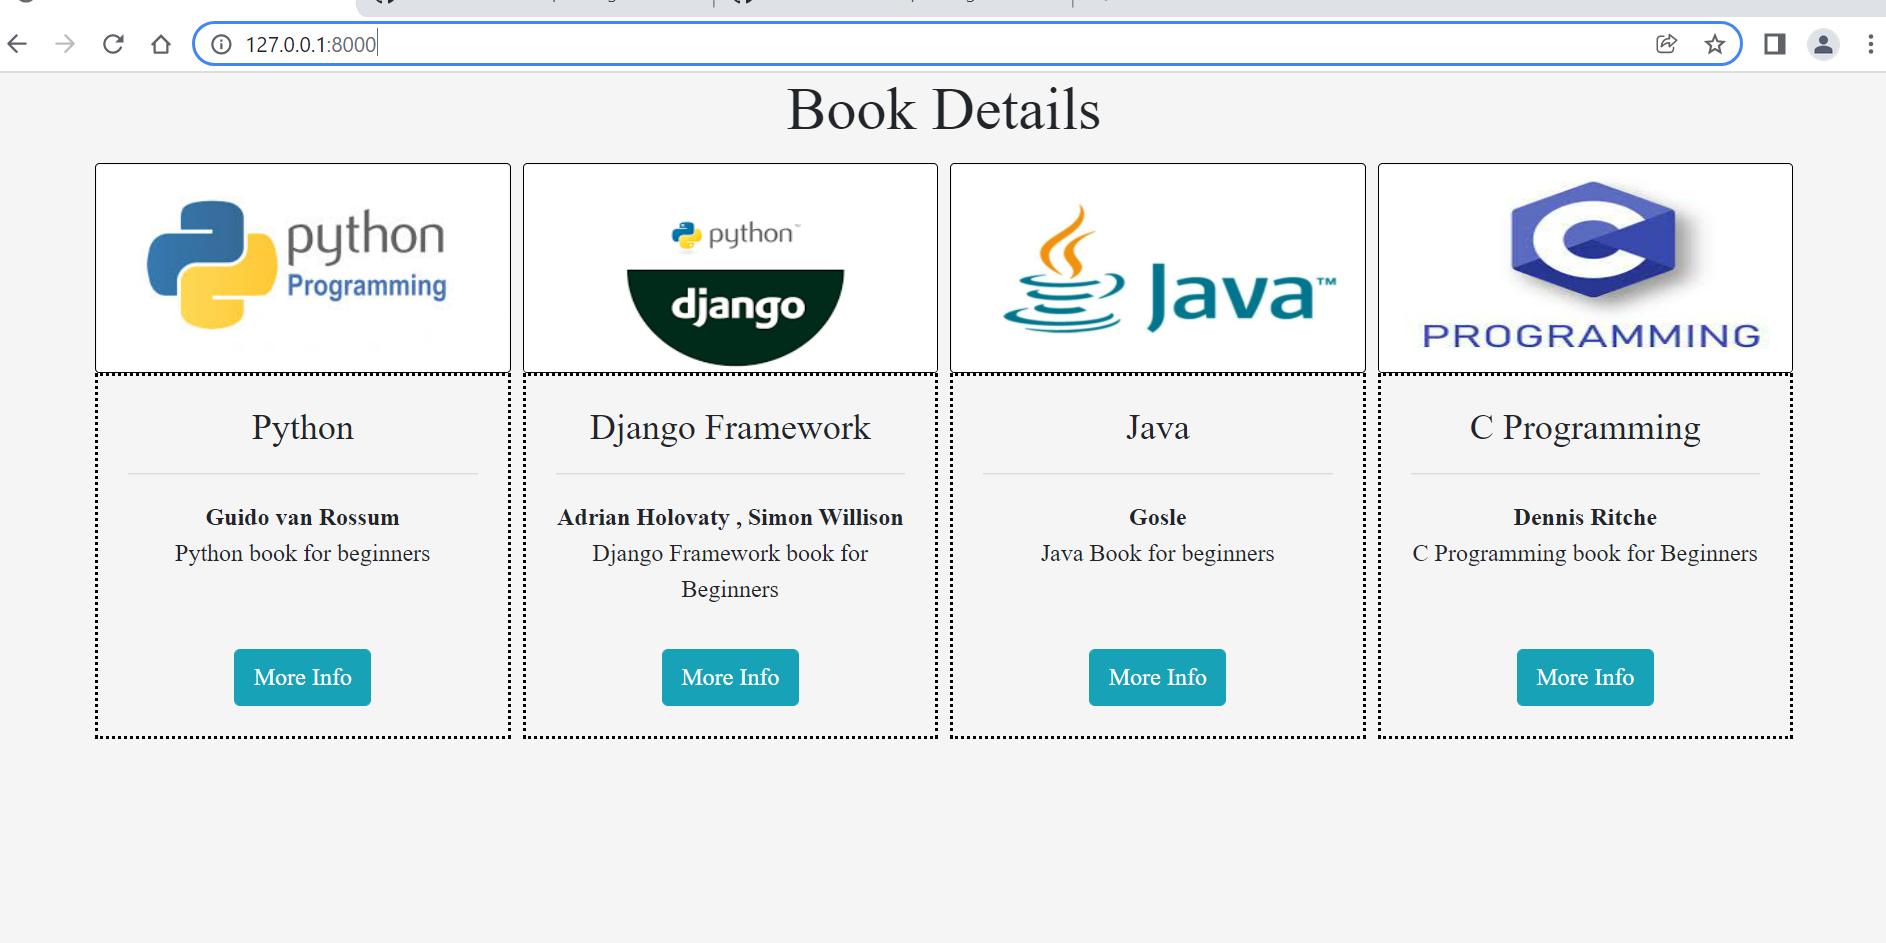 127.0.0.1:8000
Book Details
python
Programming
python™
django
Java™
C
PROGRAMMING
Python
Guido van Rossum
Python book for beginners
More Info
Django Framework
Adrian Holovaty , Simon Willison
Django Framework book for
Beginners
More Info
Java
Gosle
Java Book for beginners
More Info
C Programming
Dennis Ritche
C Programming book for Beginners
More Info